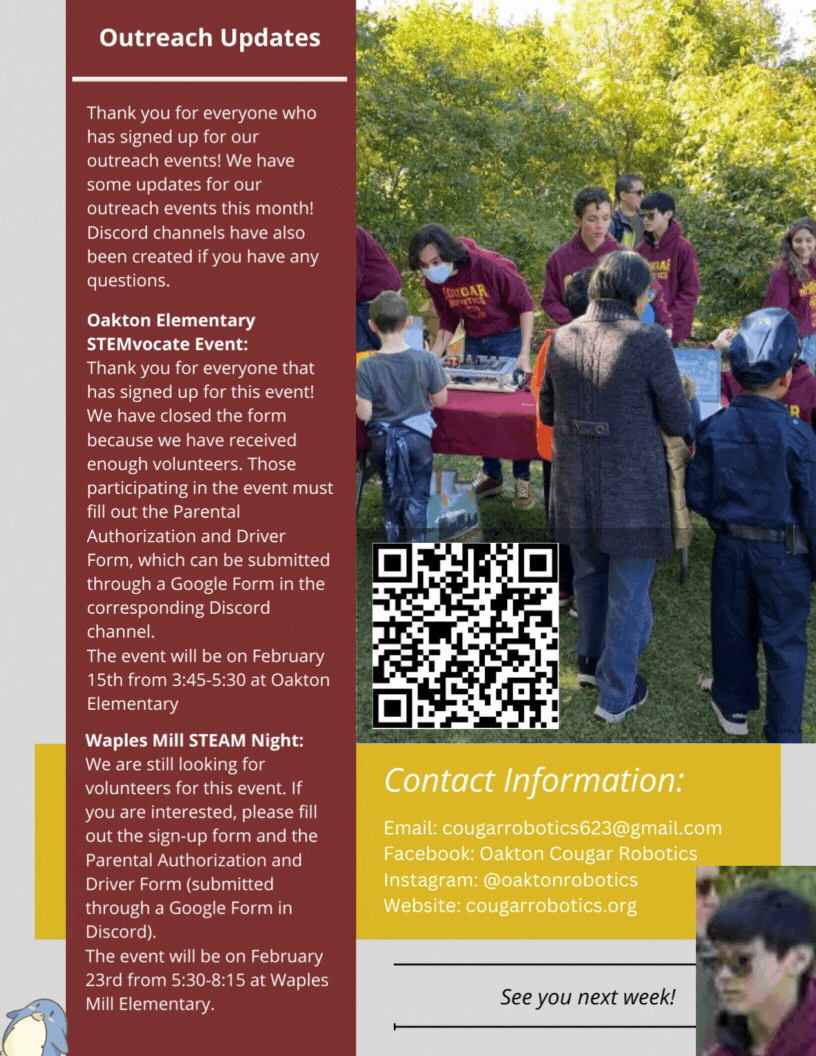 Outreach Updates
Thank you for everyone who
has signed up for our
outreach events! We have
some updates for our
outreach events this month!
Discord channels have also
been created if you have any
questions.
Oakton Elementary
STEMvocate Event:
Thank you for everyone that
has signed up for this event!
We have closed the form
because we have received
enough volunteers. Those
participating in the event must
fill out the Parental
Authorization and Driver
Form, which can be submitted
through a Google Form in the
corresponding Discord
channel.
The event will be on February
15th from 3:45-5:30 at Oakton
Elementary
Waples Mill STEAM Night:
We are still looking for
volunteers for this event. If
you are interested, please fill
out the sign-up form and the
Parental Authorization and
Driver Form (submitted
through a Google Form in
Discord).
The event will be on February
23rd from 5:30-8:15 at Waples
Mill Elementary.
COUGAR
ROBOTICS
Contact Information:
Email: cougarrobotics623@gmail.com
Facebook: Oakton Cougar Robotics
Instagram: @oaktonrobotics
Website: cougarrobotics.org
See you next week!